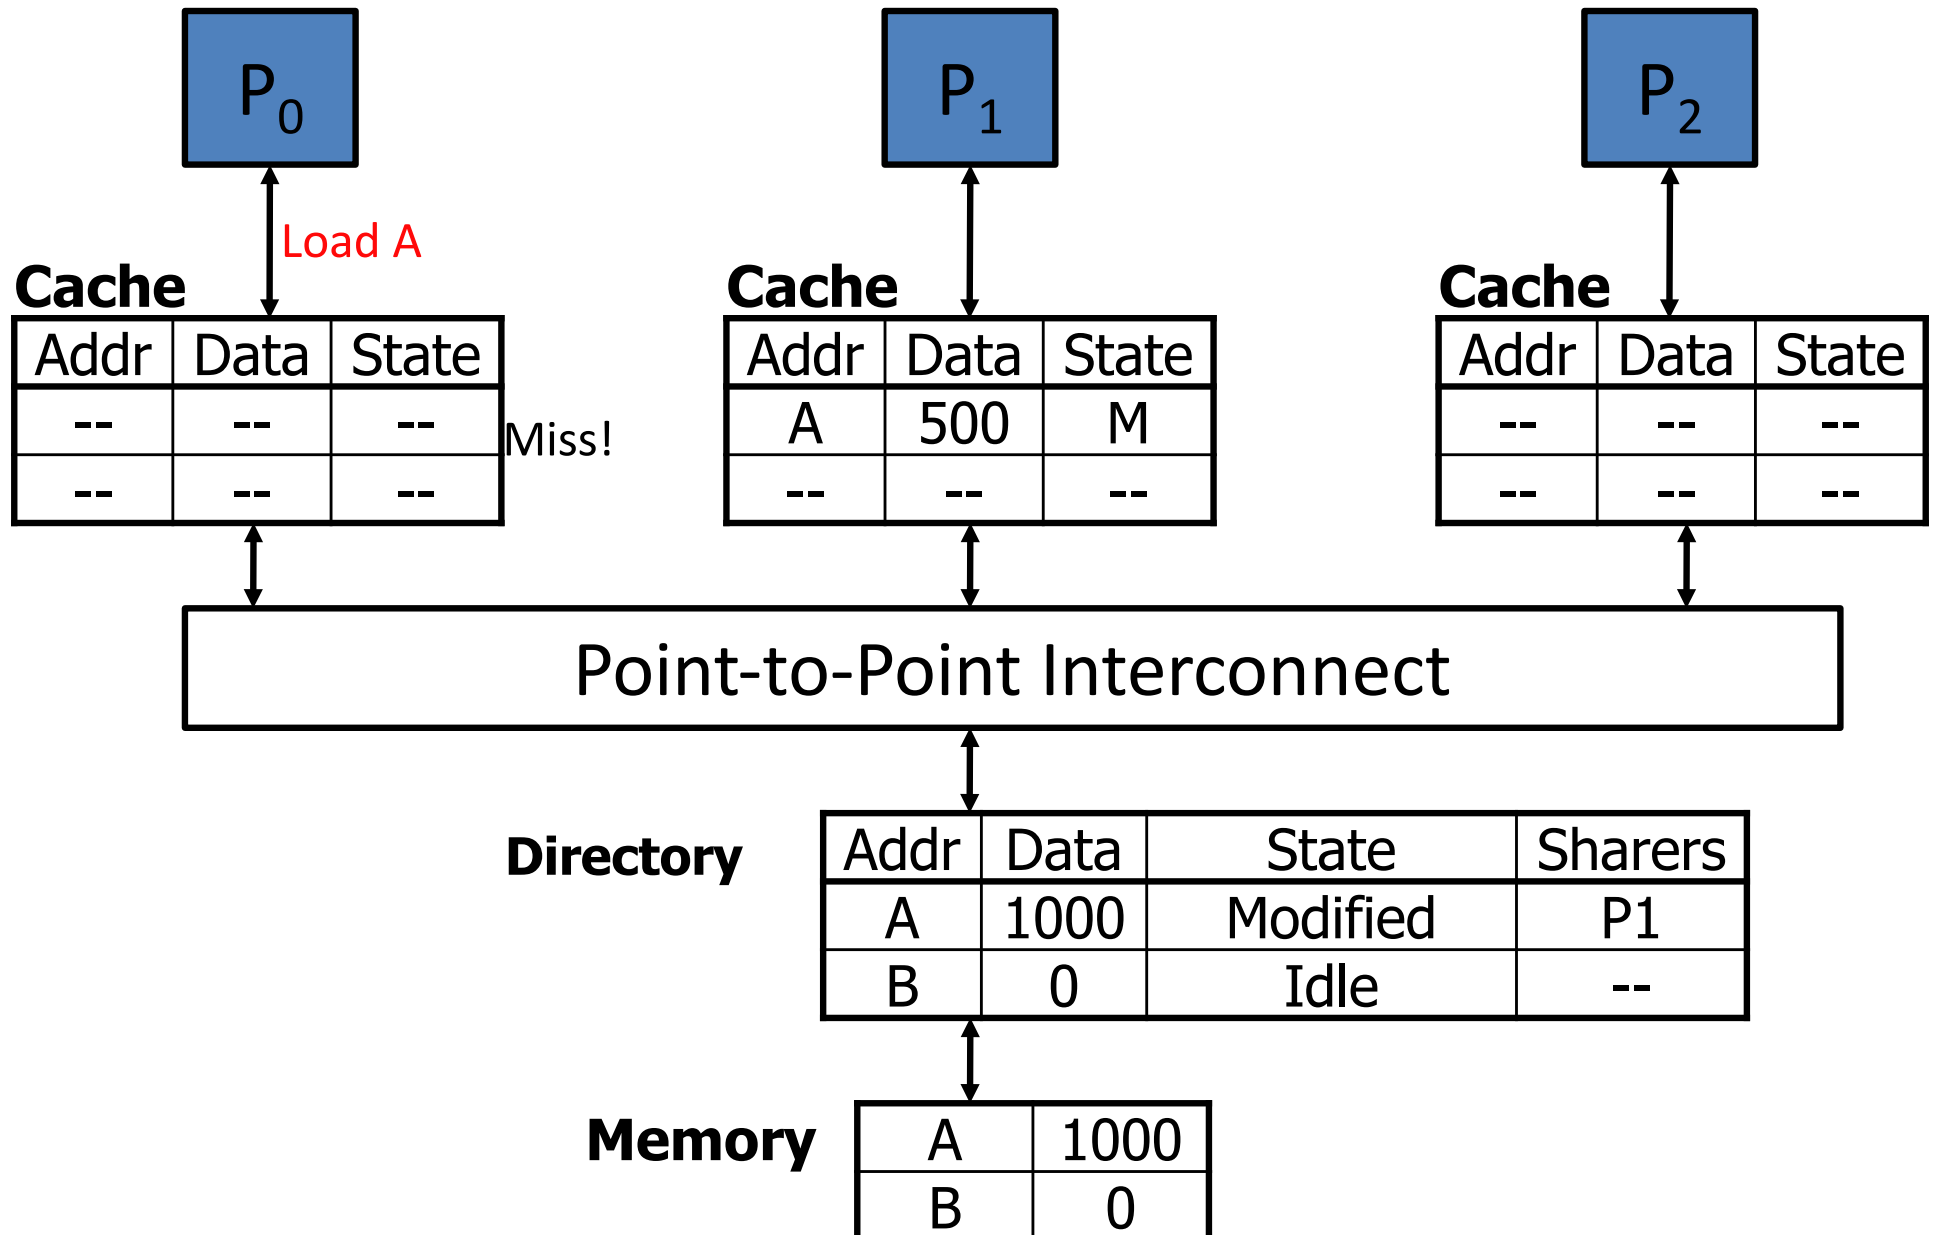 P0 P1 P2
Load A
Cache Cache Cache
Addr Data State Addr Data State Addr Data State
-- -- -- Miss! A 500 M -- -- --
-- -- -- -- -- -- -- -- --
Point-to-Point Interconnect
Directory Addr Data State Sharers
A 1000 Modified P1
B 0 Idle --
Memory A 1000
B 0